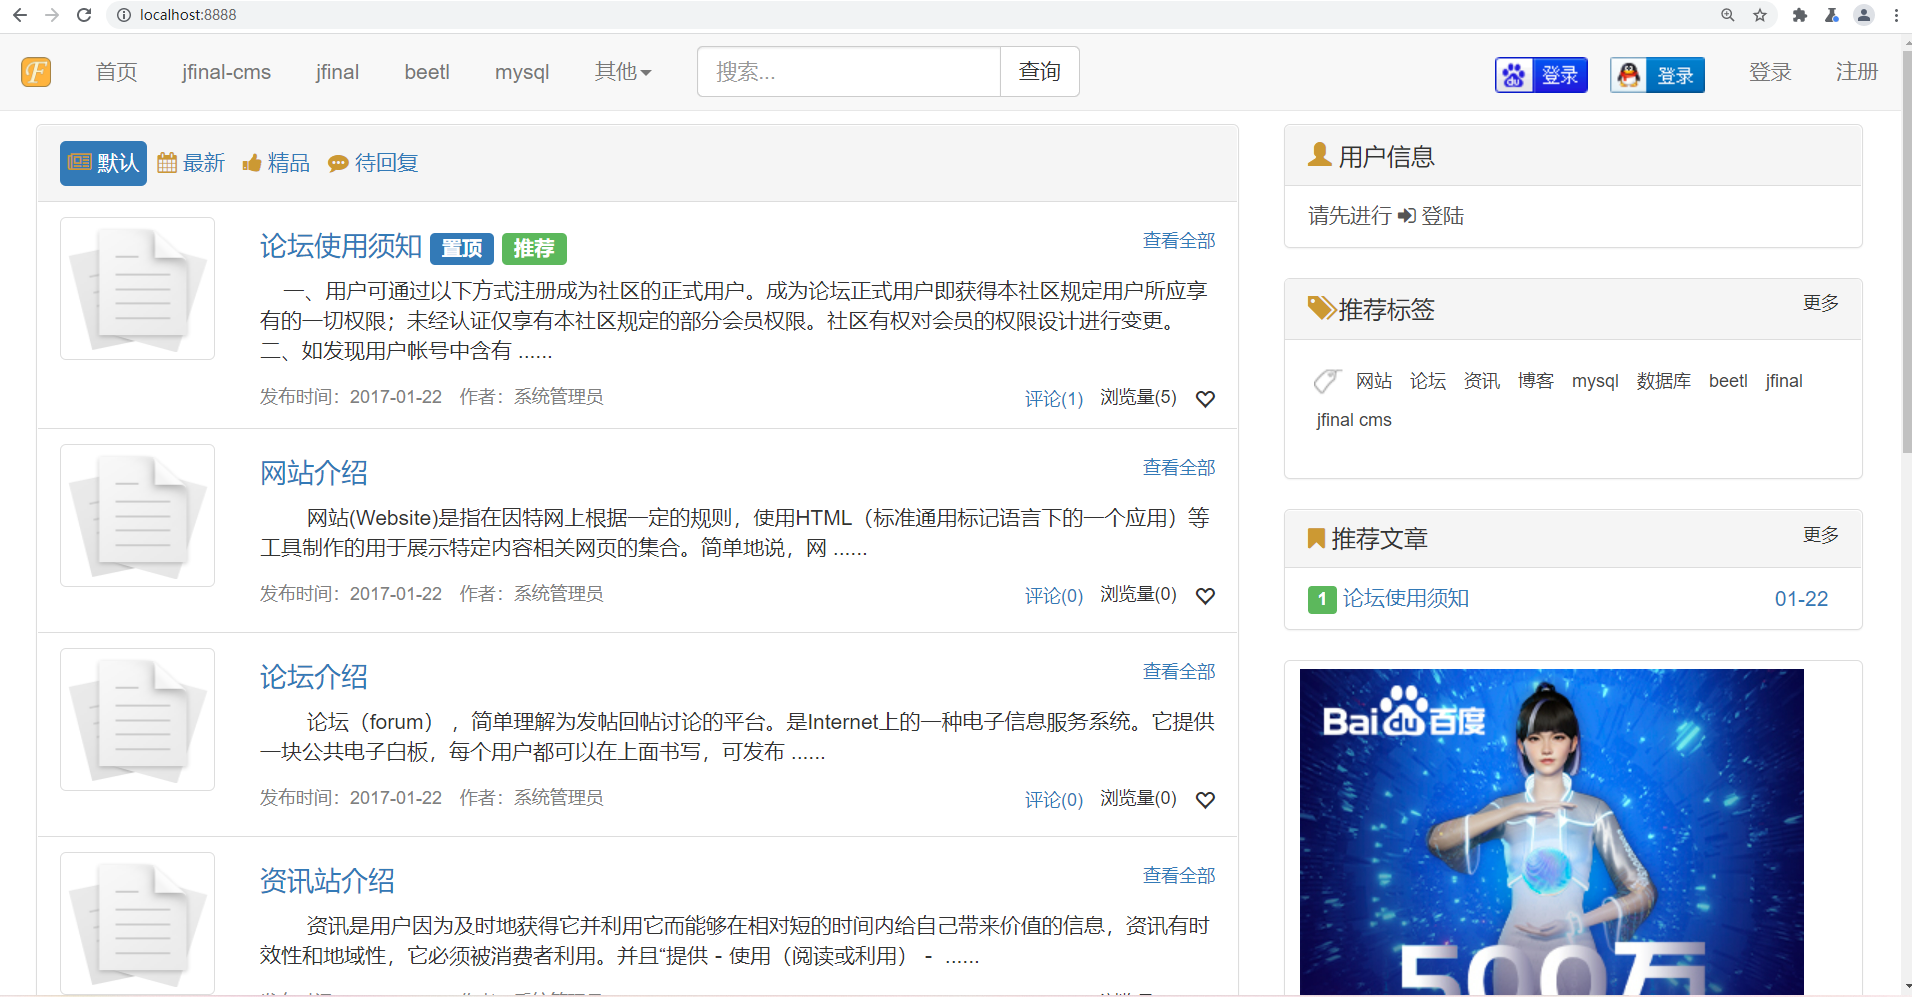 localhost:8888
F 首页 jfinal-cms jfinal beetl mysql 其他 搜索... 查询 du 登录 登录 登录 注册
默认 最新 精品 待回复
论坛使用须知 置顶 推荐 查看全部
一、用户可通过以下方式注册成为社区的正式用户。成为论坛正式用户即获得本社区规定用户所应享
有的一切权限；未经认证仅享有本社区规定的部分会员权限。社区有权对会员的权限设计进行变更。
二、如发现用户帐号中含有 ......
发布时间：2017-01-22 作者：系统管理员 评论(1) 浏览量(5)
网站介绍 查看全部
网站(Website)是指在因特网上根据一定的规则，使用HTML（标准通用标记语言下的一个应用）等
工具制作的用于展示特定内容相关网页的集合。简单地说，网 ......
发布时间：2017-01-22 作者：系统管理员 评论(0) 浏览量(0)
论坛介绍 查看全部
论坛（forum），简单理解为发帖回帖讨论的平台。是Internet上的一种电子信息服务系统。它提供
一块公共电子白板，每个用户都可以在上面书写，可发布 ......
发布时间：2017-01-22 作者：系统管理员 评论(0) 浏览量(0)
资讯站介绍 查看全部
资讯是用户因为及时地获得它并利用它而能够在相对短的时间内给自己带来价值的信息，资讯有时
效性和地域性，它必须被消费者利用。并且“提供－使用（阅读或利用）－ ......
用户信息
请先进行 登陆
推荐标签 更多
网站 论坛 资讯 博客 mysql 数据库 beetl jfinal
jfinal cms
推荐文章 更多
1 论坛使用须知 01-22
Bai du 百度
500万